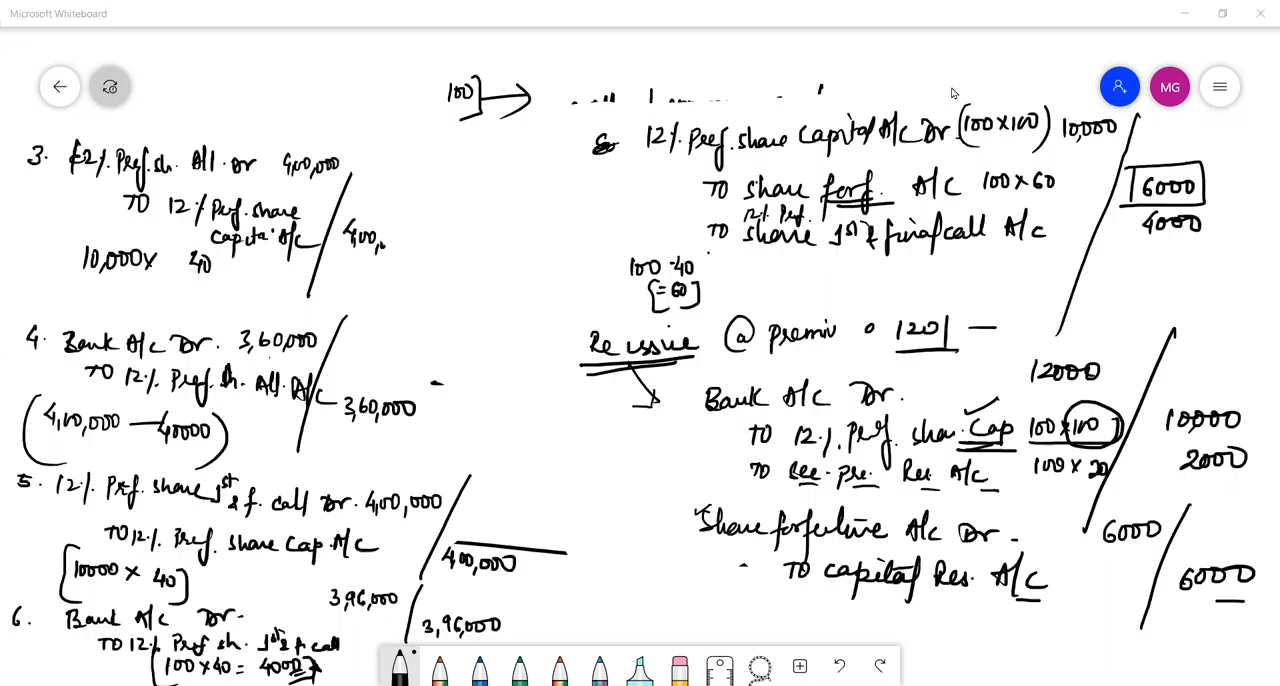 Microsoft Whiteboard
MG
100
3. 12% Pref. sh. All. Dr 4,00,000
TO 12% Pref. share
Capital A/C
10,000 x 40
4. Bank A/C Dr. 3,60,000
TO 12% Pref. sh. All. A/C
3,60,000
(4,00,000 — 40000)
5. 12% Pref. share 1st & f. call Dr. 4,00,000
TO 12% Pref. share Cap. A/C
400,000
[10000 x 40]
3,96,000
6. Bank A/C Dr.
3,96,000
TO 12% Pref sh. 1st & f. call
(100 x 40 = 4000)
12% Pref. share Capital A/C Dr. (100 x 100) 10,000
TO share forf. A/C 100 x 60
6000
12% Pref.
TO share 1st & final call A/C
4000
100 - 40
[= 60]
Re issue @ premiu 120/ —
12000
Bank A/C Dr.
TO 12% Pref. share Cap 100 x 100
10,000
TO Sec. pre. Res A/C 100 x 20
2000
Share forfeiture A/C Dr - 6000
TO capital Res. A/C
6000